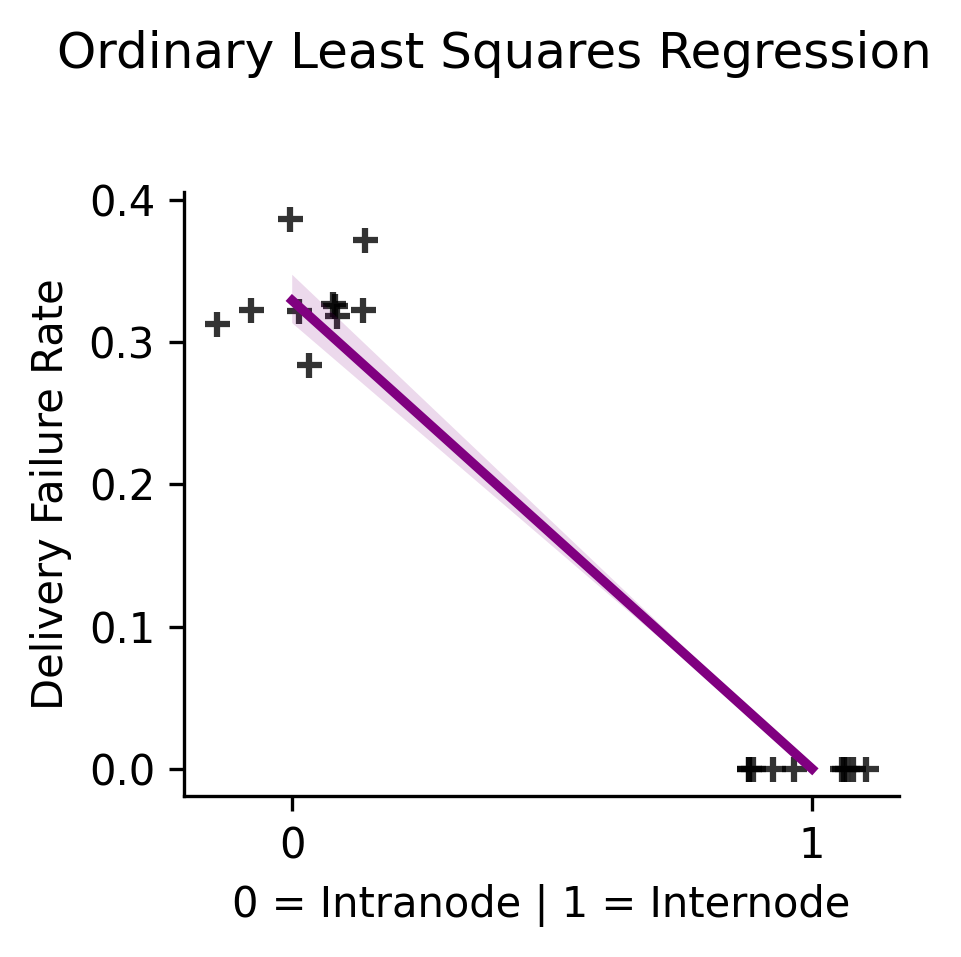 Ordinary Least Squares Regression
Delivery Failure Rate
0.4
0.3
0.2
0.1
0.0
0
1
0 = Intranode | 1 = Internode